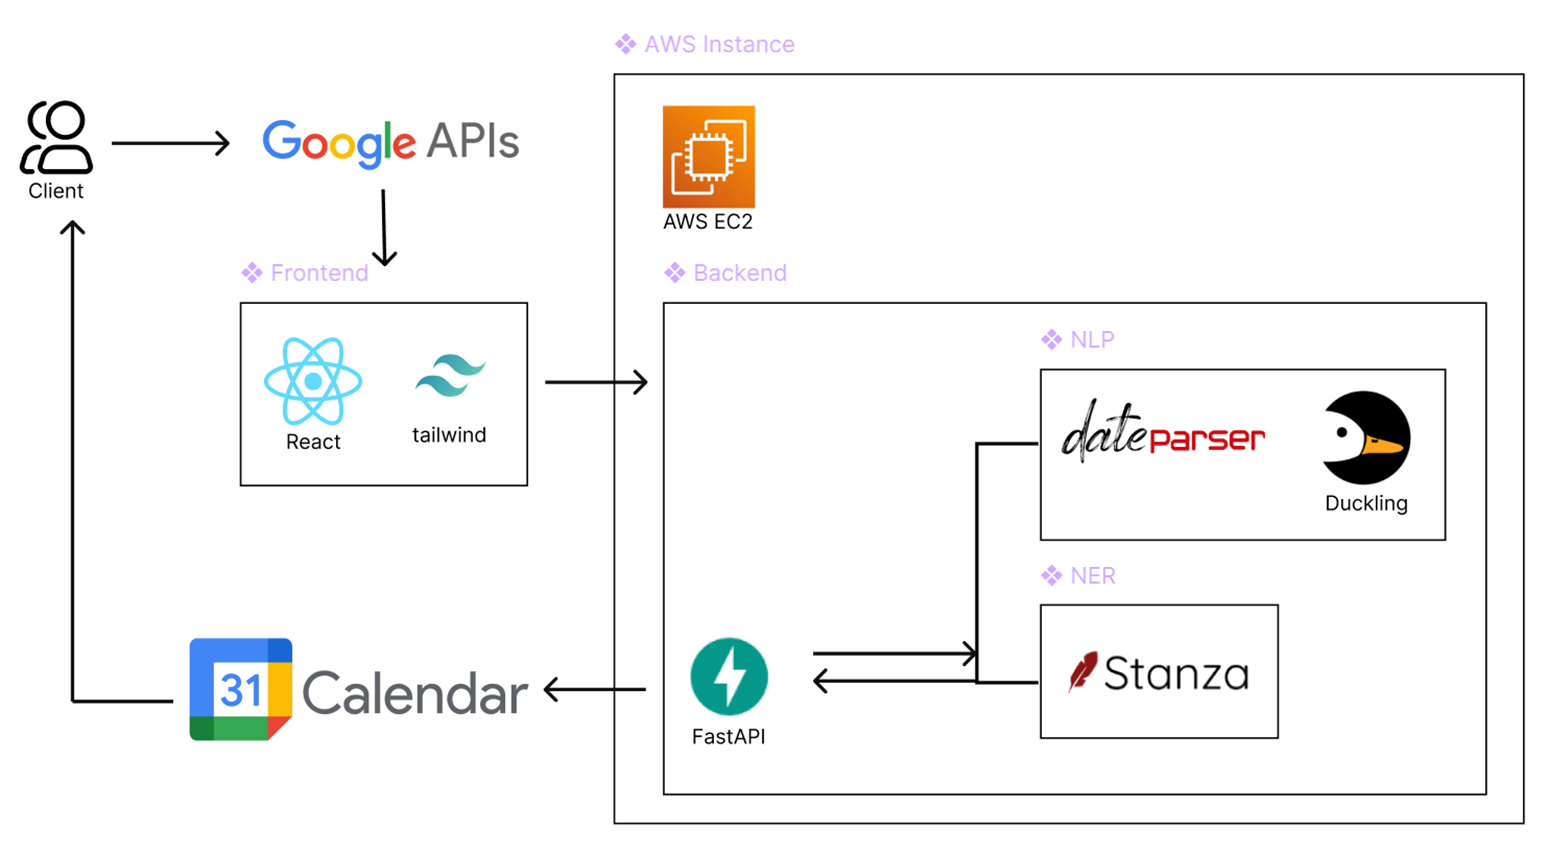 AWS Instance
Client
Google APIs
AWS EC2
Frontend
Backend
React
tailwind
NLP
dateparser
Duckling
NER
Stanza
31 Calendar
FastAPI